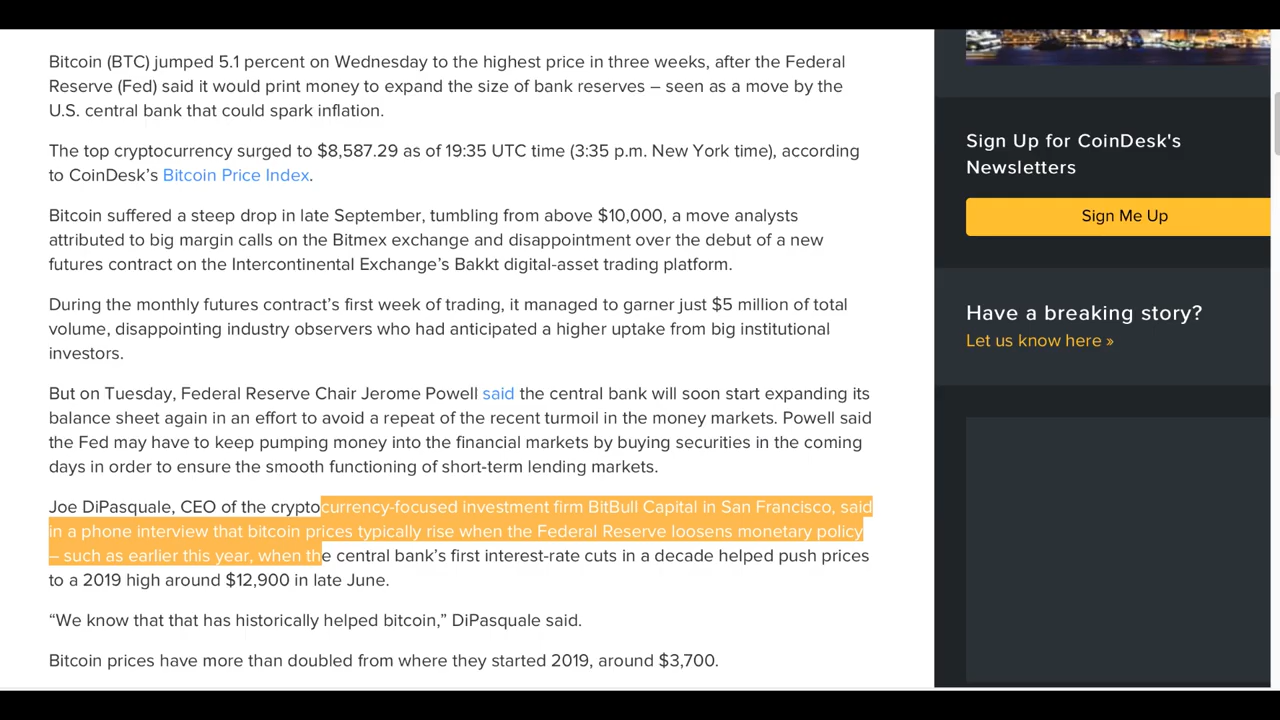 Bitcoin (BTC) jumped 5.1 percent on Wednesday to the highest price in three weeks, after the Federal
Reserve (Fed) said it would print money to expand the size of bank reserves – seen as a move by the
U.S. central bank that could spark inflation.
The top cryptocurrency surged to $8,587.29 as of 19:35 UTC time (3:35 p.m. New York time), according
to CoinDesk’s Bitcoin Price Index.
Bitcoin suffered a steep drop in late September, tumbling from above $10,000, a move analysts
attributed to big margin calls on the Bitmex exchange and disappointment over the debut of a new
futures contract on the Intercontinental Exchange’s Bakkt digital-asset trading platform.
During the monthly futures contract’s first week of trading, it managed to garner just $5 million of total
volume, disappointing industry observers who had anticipated a higher uptake from big institutional
investors.
But on Tuesday, Federal Reserve Chair Jerome Powell said the central bank will soon start expanding its
balance sheet again in an effort to avoid a repeat of the recent turmoil in the money markets. Powell said
the Fed may have to keep pumping money into the financial markets by buying securities in the coming
days in order to ensure the smooth functioning of short-term lending markets.
Joe DiPasquale, CEO of the cryptocurrency-focused investment firm BitBull Capital in San Francisco, said
in a phone interview that bitcoin prices typically rise when the Federal Reserve loosens monetary policy
– such as earlier this year, when the central bank’s first interest-rate cuts in a decade helped push prices
to a 2019 high around $12,900 in late June.
“We know that that has historically helped bitcoin,” DiPasquale said.
Bitcoin prices have more than doubled from where they started 2019, around $3,700.
Sign Up for CoinDesk's
Newsletters
Sign Me Up
Have a breaking story?
Let us know here »